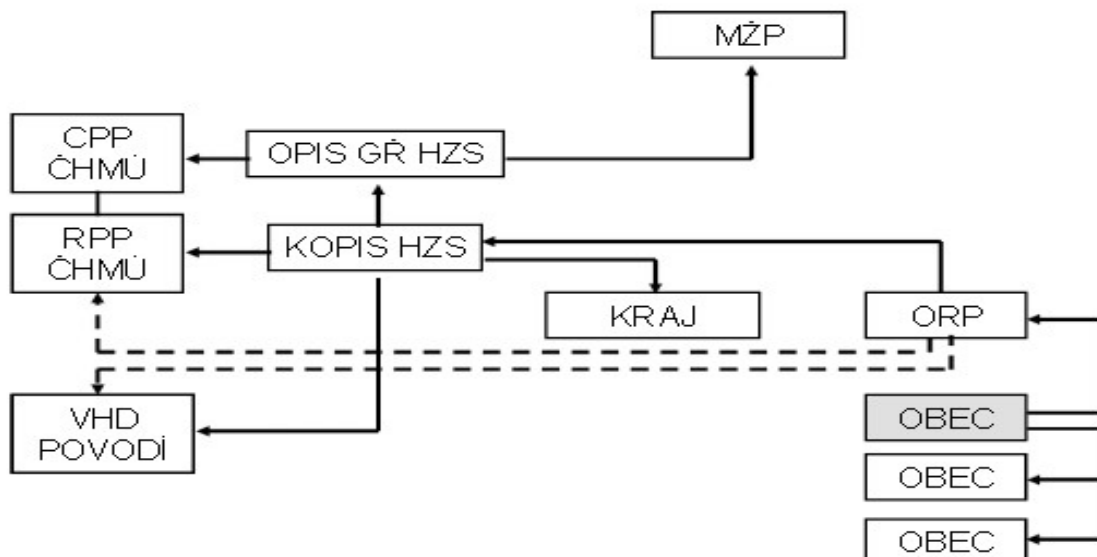 MŽP
CPP
ČHMÚ
OPIS GŘ HZS
RPP
ČHMÚ
KOPIS HZS
KRAJ
ORP
VHD
POVODÍ
OBEC
OBEC
OBEC